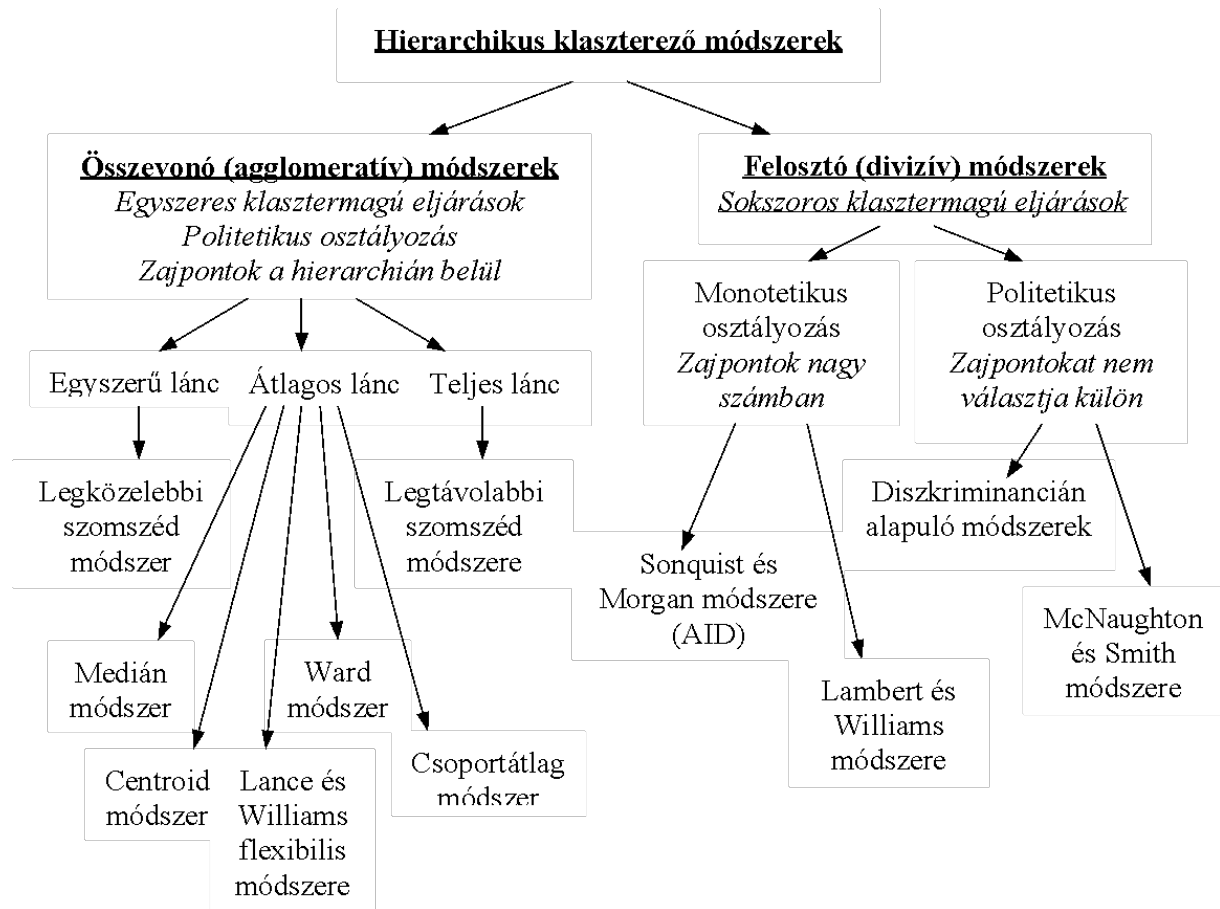 Hierarchikus klaszterező módszerek
Összevonó (agglomeratív) módszerek
Egyszeres klasztermagú eljárások
Politetikus osztályozás
Zajpontok a hierarchián belül
Felosztó (divizív) módszerek
Sokszoros klasztermagú eljárások
Monotetikus
osztályozás
Zajpontok nagy
számban
Politetikus
osztályozás
Zajpontokat nem
választja külön
Egyszerű lánc
Átlagos lánc
Teljes lánc
Legközelebbi
szomszéd
módszer
Legtávolabbi
szomszéd
módszere
Diszkriminancián
alapuló módszerek
Sonquist és
Morgan módszere
(AID)
McNaughton
és Smith
módszere
Medián
módszer
Ward
módszer
Lambert és
Williams
módszere
Centroid
módszer
Lance és
Williams
flexibilis
módszere
Csoportátlag
módszer